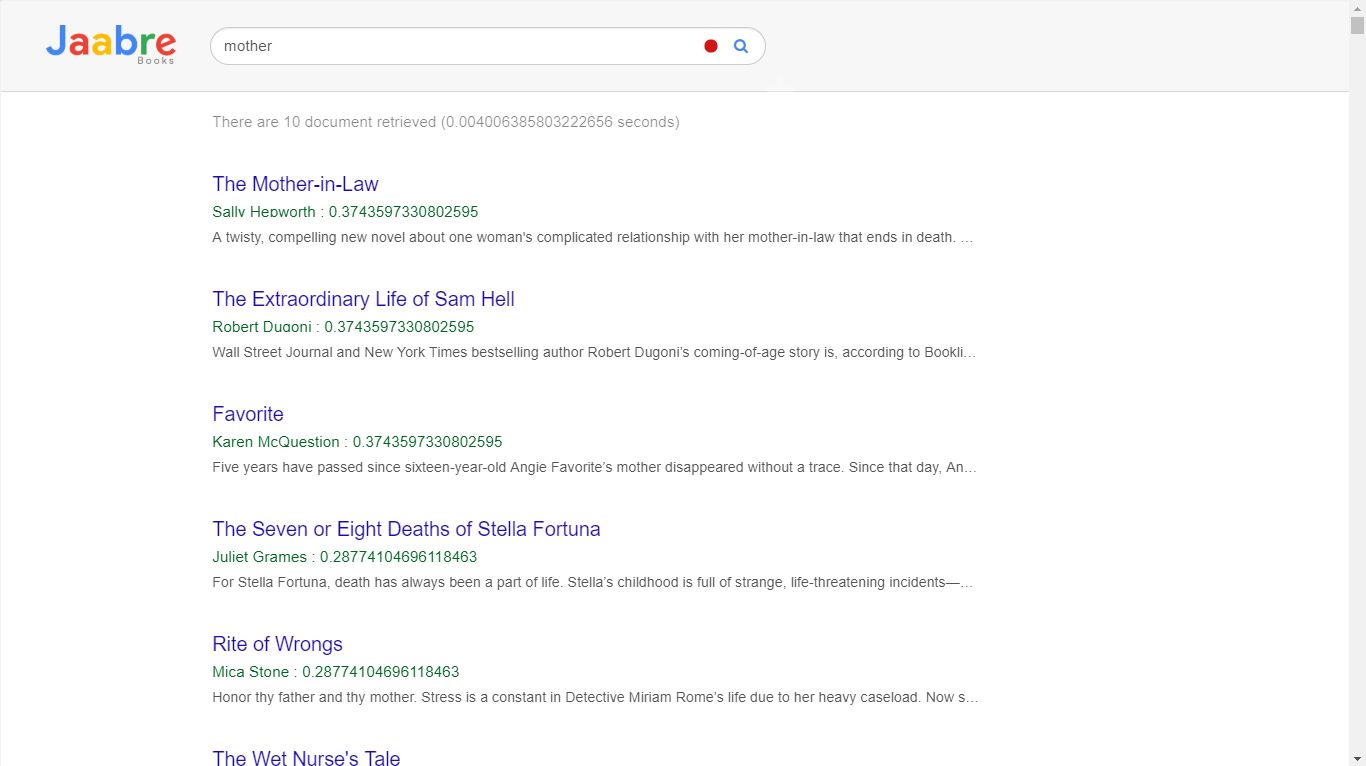 Jaabre
Books
mother
There are 10 document retrieved (0.004006385803222656 seconds)
The Mother-in-Law
Sally Hepworth : 0.3743597330802595
A twisty, compelling new novel about one woman's complicated relationship with her mother-in-law that ends in death. …
The Extraordinary Life of Sam Hell
Robert Dugoni : 0.3743597330802595
Wall Street Journal and New York Times bestselling author Robert Dugoni’s coming-of-age story is, according to Bookli…
Favorite
Karen McQuestion : 0.3743597330802595
Five years have passed since sixteen-year-old Angie Favorite’s mother disappeared without a trace. Since that day, An…
The Seven or Eight Deaths of Stella Fortuna
Juliet Grames : 0.28774104696118463
For Stella Fortuna, death has always been a part of life. Stella’s childhood is full of strange, life-threatening incidents—…
Rite of Wrongs
Mica Stone : 0.28774104696118463
Honor thy father and thy mother. Stress is a constant in Detective Miriam Rome’s life due to her heavy caseload. Now s…
The Wet Nurse's Tale